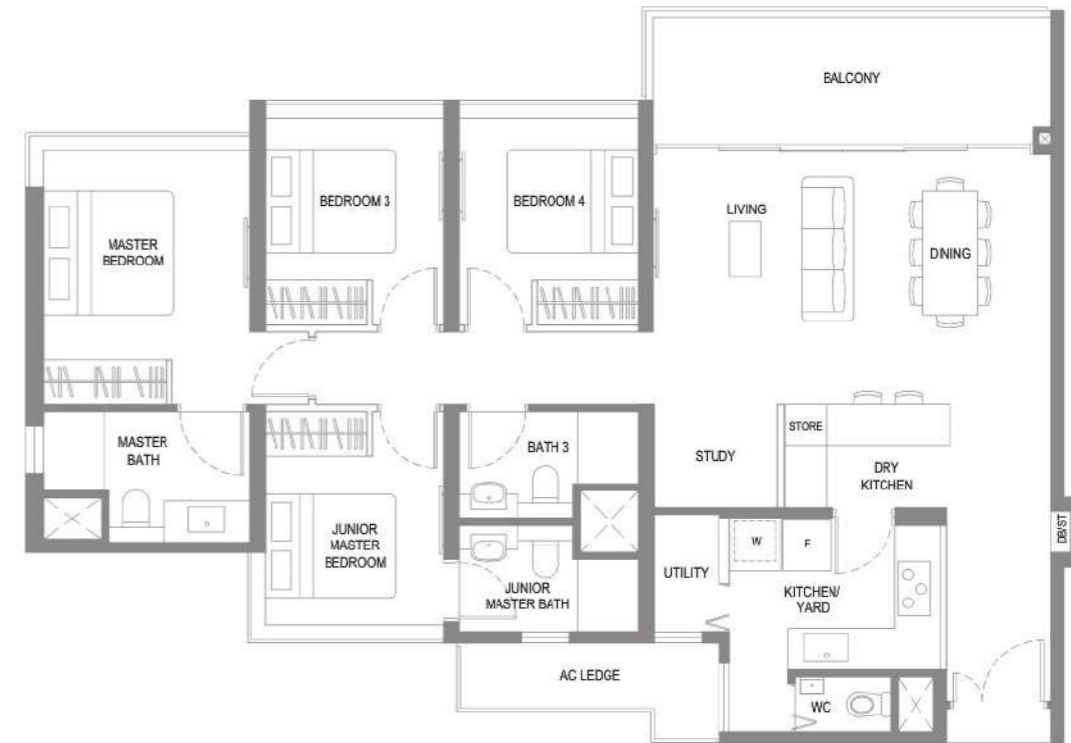 BALCONY
BEDROOM 3
BEDROOM 4
LIVING
MASTER
BEDROOM
DINING
MASTER
BATH
BATH 3
STORE
STUDY
DRY
KITCHEN
JUNIOR
MASTER
BEDROOM
W
F
DB/ST
UTILITY
JUNIOR
MASTER BATH
KITCHEN/
YARD
AC LEDGE
WC